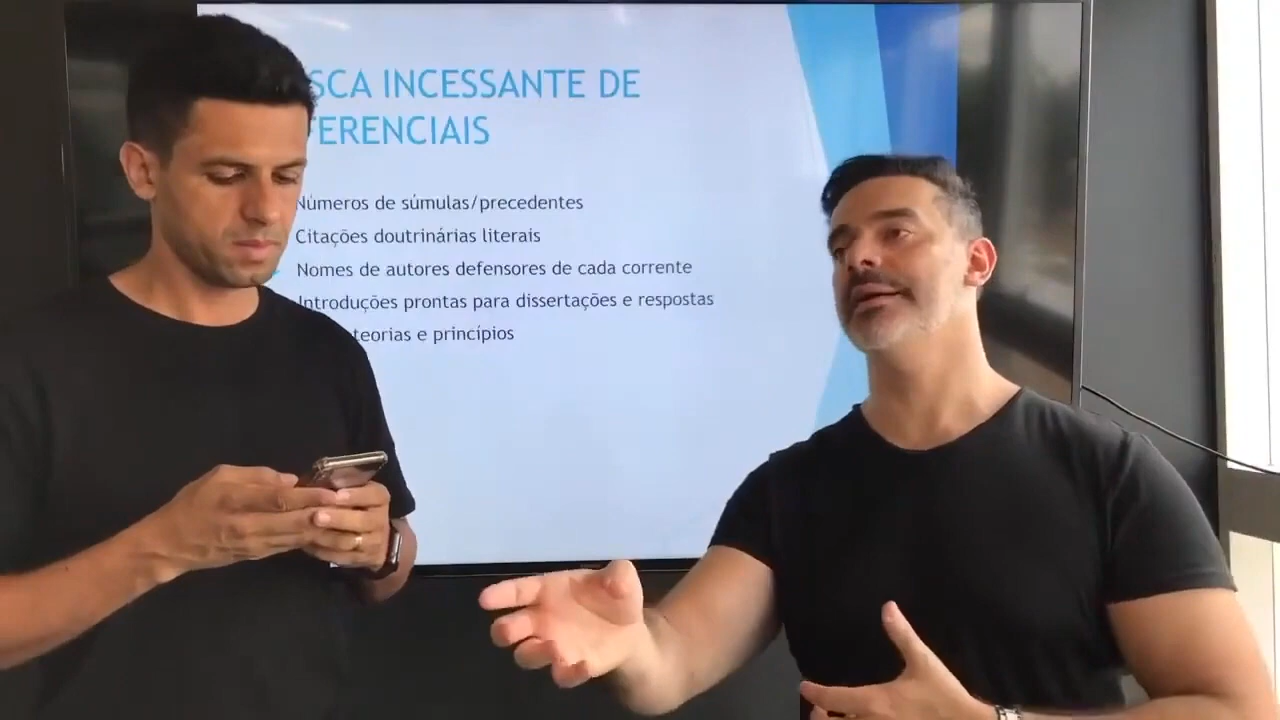 SCA INCESSANTE DE
FERENCIAIS
Números de súmulas/precedentes
Citações doutrinárias literais
Nomes de autores defensores de cada corrente
Introduções prontas para dissertações e respostas
teorias e princípios